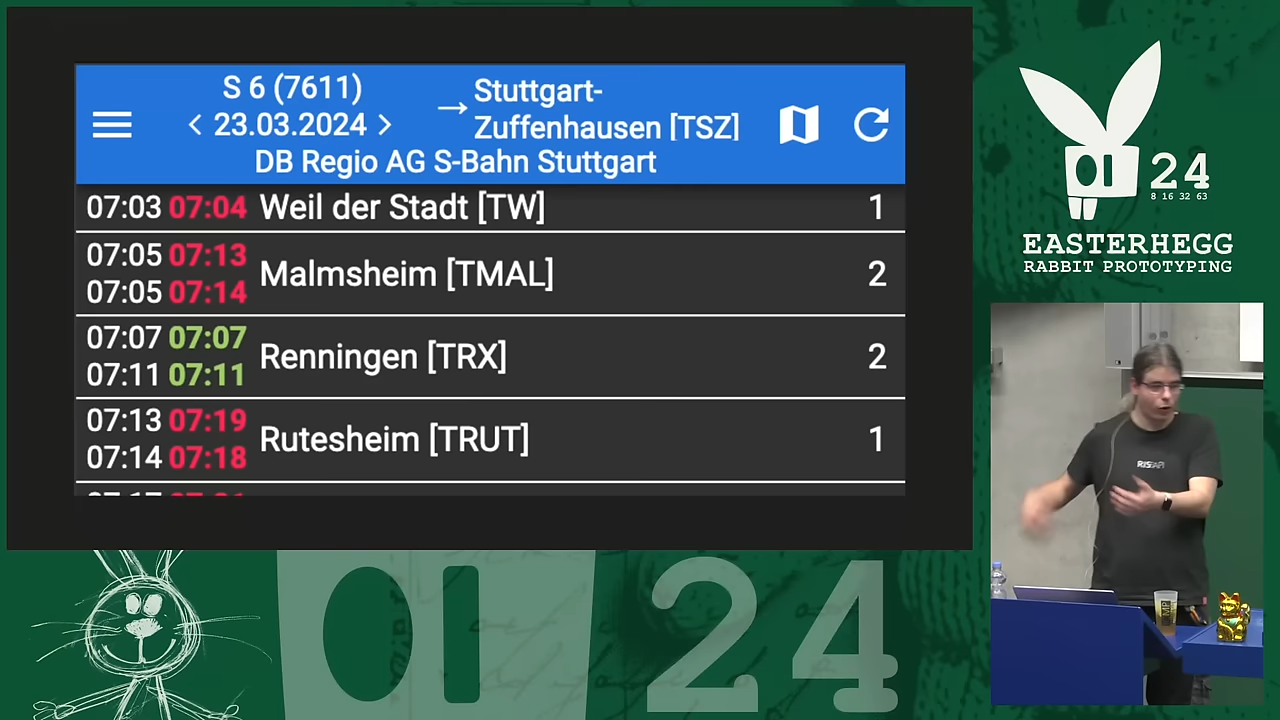 S 6 (7611)
< 23.03.2024 >
→ Stuttgart-
Zuffenhausen [TSZ]
DB Regio AG S-Bahn Stuttgart
07:03 07:04 Weil der Stadt [TW] 1
07:05 07:13
07:05 07:14
Malmsheim [TMAL] 2
07:07 07:07
07:11 07:11
Renningen [TRX] 2
07:13 07:19
07:14 07:18
Rutesheim [TRUT] 1
24
8 16 32 63
EASTERHEGG
RABBIT PROTOTYPING
24